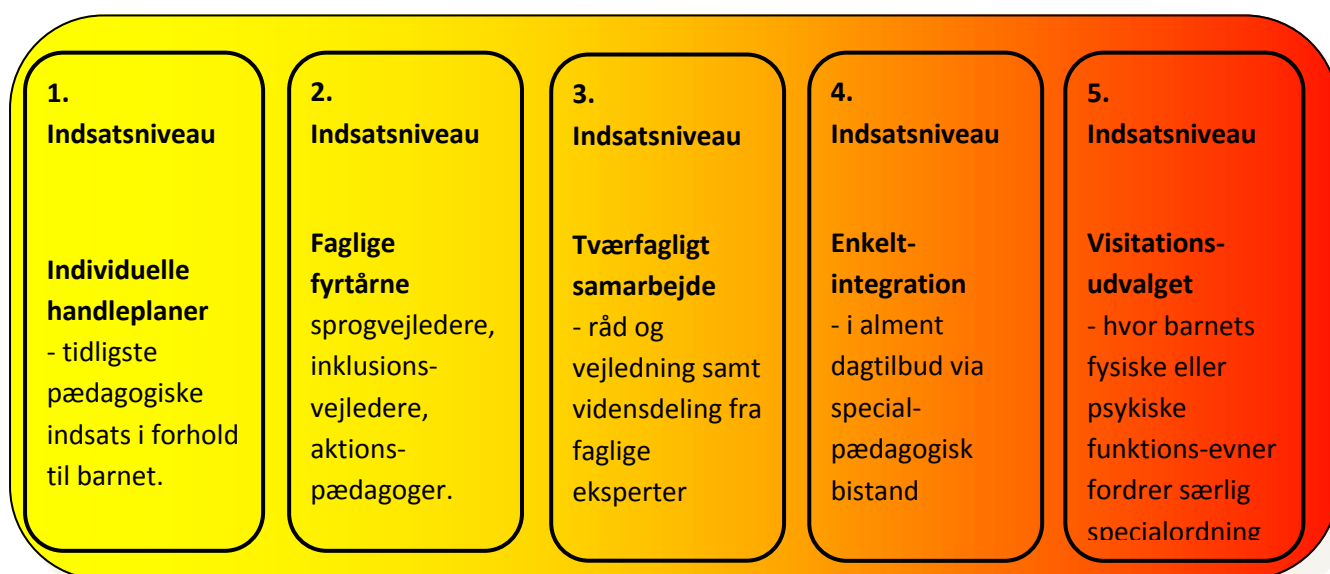 1.
Indsatsniveau
Individuelle
handleplaner
- tidligste
pædagogiske
indsats i forhold
til barnet.
2.
Indsatsniveau
Faglige
fyrtårne
sprogvejledere,
inklusions-
vejledere,
aktions-
pædagoger.
3.
Indsatsniveau
Tværfagligt
samarbejde
- råd og
vejledning samt
vidensdeling fra
faglige
eksperter
4.
Indsatsniveau
Enkelt-
integration
- i alment
dagtilbud via
special-
pædagogisk
bistand
5.
Indsatsniveau
Visitations-
udvalget
- hvor barnets
fysiske eller
psykiske
funktions-evner
fordrer særlig
specialordning